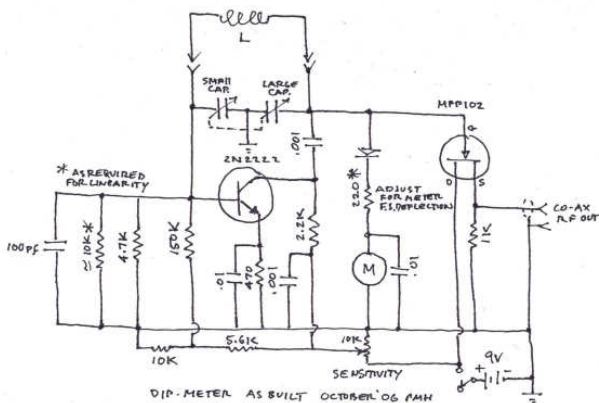 L
SMALL
CAP.
LARGE
CAP.
MPF102
G
D
S
.001
2N2222
* AS REQUIRED
FOR LINEARITY
220*
ADJUST
FOR METER
F.S. DEFLECTION
CO-AX
RF OUT
100pf
≈10K*
4.7K
150K
2.2K
1K
.01
470
.001
M
.01
10K
5.6K
10K
SENSITIVITY
9V
+
-
DIP-METER AS BUILT OCTOBER '06 PMH